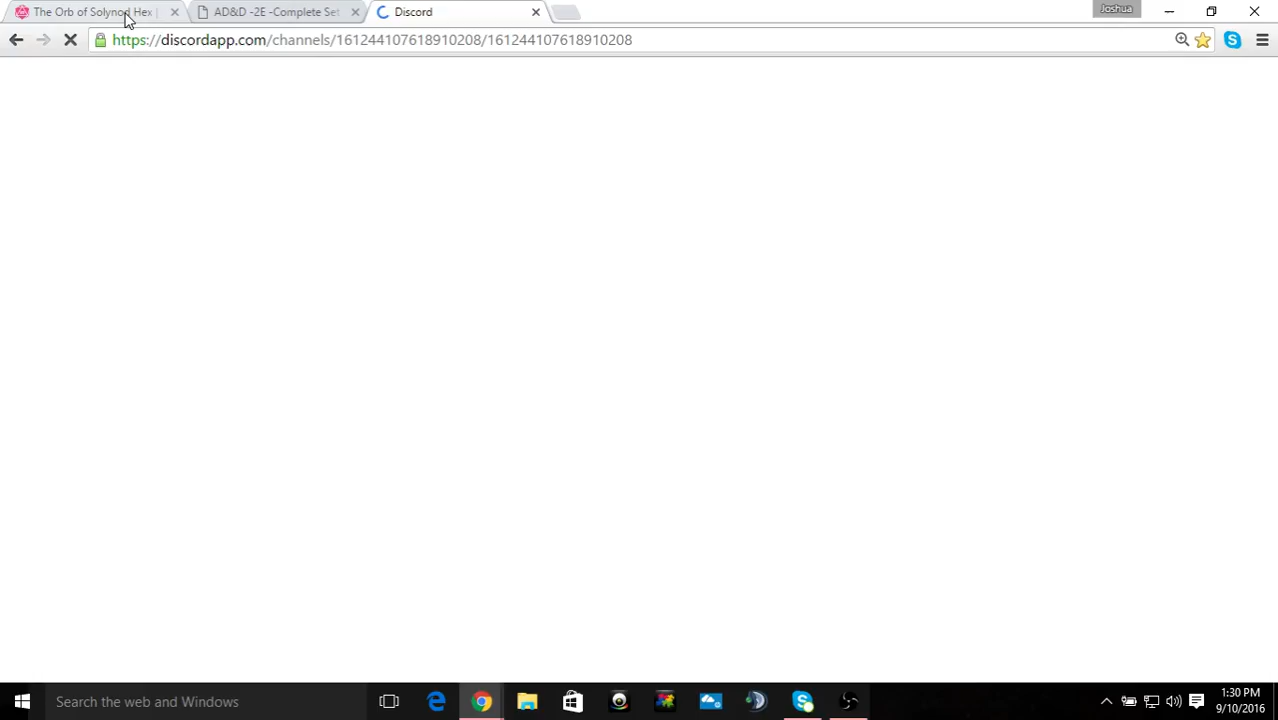 The Orb of Solynod Hex |
AD&D -2E -Complete Set
Discord
Joshua
https://discordapp.com/channels/161244107618910208/161244107618910208
Search the web and Windows
1:30 PM
9/10/2016